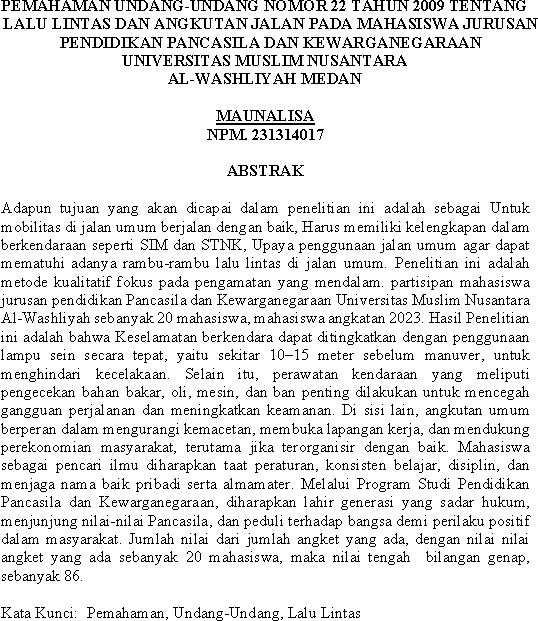 PEMAHAMAN UNDANG-UNDANG NOMOR 22 TAHUN 2009 TENTANG
LALU LINTAS DAN ANGKUTAN JALAN PADA MAHASISWA JURUSAN
PENDIDIKAN PANCASILA DAN KEWARGANEGARAAN
UNIVERSITAS MUSLIM NUSANTARA
AL-WASHLIYAH MEDAN
MAUNALISA
NPM. 231314017
ABSTRAK
Adapun tujuan yang akan dicapai dalam penelitian ini adalah sebagai Untuk
mobilitas di jalan umum berjalan dengan baik, Harus memiliki kelengkapan dalam
berkendaraan seperti SIM dan STNK, Upaya penggunaan jalan umum agar dapat
mematuhi adanya rambu-rambu lalu lintas di jalan umum. Penelitian ini adalah
metode kualitatif fokus pada pengamatan yang mendalam. partisipan mahasiswa
jurusan pendidikan Pancasila dan Kewarganegaraan Universitas Muslim Nusantara
Al-Washliyah sebanyak 20 mahasiswa, mahasiswa angkatan 2023. Hasil Penelitian
ini adalah bahwa Keselamatan berkendara dapat ditingkatkan dengan penggunaan
lampu sein secara tepat, yaitu sekitar 10–15 meter sebelum manuver, untuk
menghindari kecelakaan. Selain itu, perawatan kendaraan yang meliputi
pengecekan bahan bakar, oli, mesin, dan ban penting dilakukan untuk mencegah
gangguan perjalanan dan meningkatkan keamanan. Di sisi lain, angkutan umum
berperan dalam mengurangi kemacetan, membuka lapangan kerja, dan mendukung
perekonomian masyarakat, terutama jika terorganisir dengan baik. Mahasiswa
sebagai pencari ilmu diharapkan taat peraturan, konsisten belajar, disiplin, dan
menjaga nama baik pribadi serta almamater. Melalui Program Studi Pendidikan
Pancasila dan Kewarganegaraan, diharapkan lahir generasi yang sadar hukum,
menjunjung nilai-nilai Pancasila, dan peduli terhadap bangsa demi perilaku positif
dalam masyarakat. Jumlah nilai dari jumlah angket yang ada, dengan nilai nilai
angket yang ada sebanyak 20 mahasiswa, maka nilai tengah bilangan genap,
sebanyak 86.
Kata Kunci: Pemahaman, Undang-Undang, Lalu Lintas